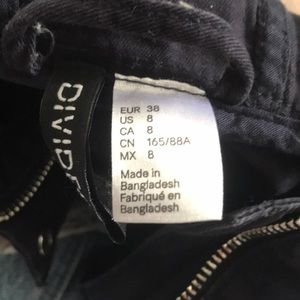 EUR 38
US 8
CA 8
CN 165/88A
MX 8
Made in
Bangladesh
Fabriqué en
Bangladesh